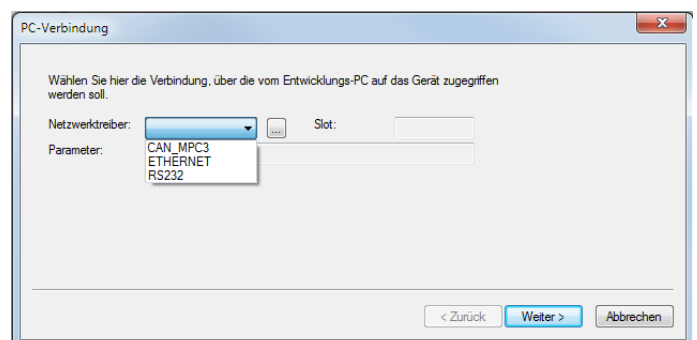 PC-Verbindung
Wählen Sie hier die Verbindung, über die vom Entwicklungs-PC auf das Gerät zugegriffen
werden soll.
Netzwerktreiber: ... Slot:
Parameter:
CAN_MPC3
ETHERNET
RS232
< Zurück Weiter > Abbrechen